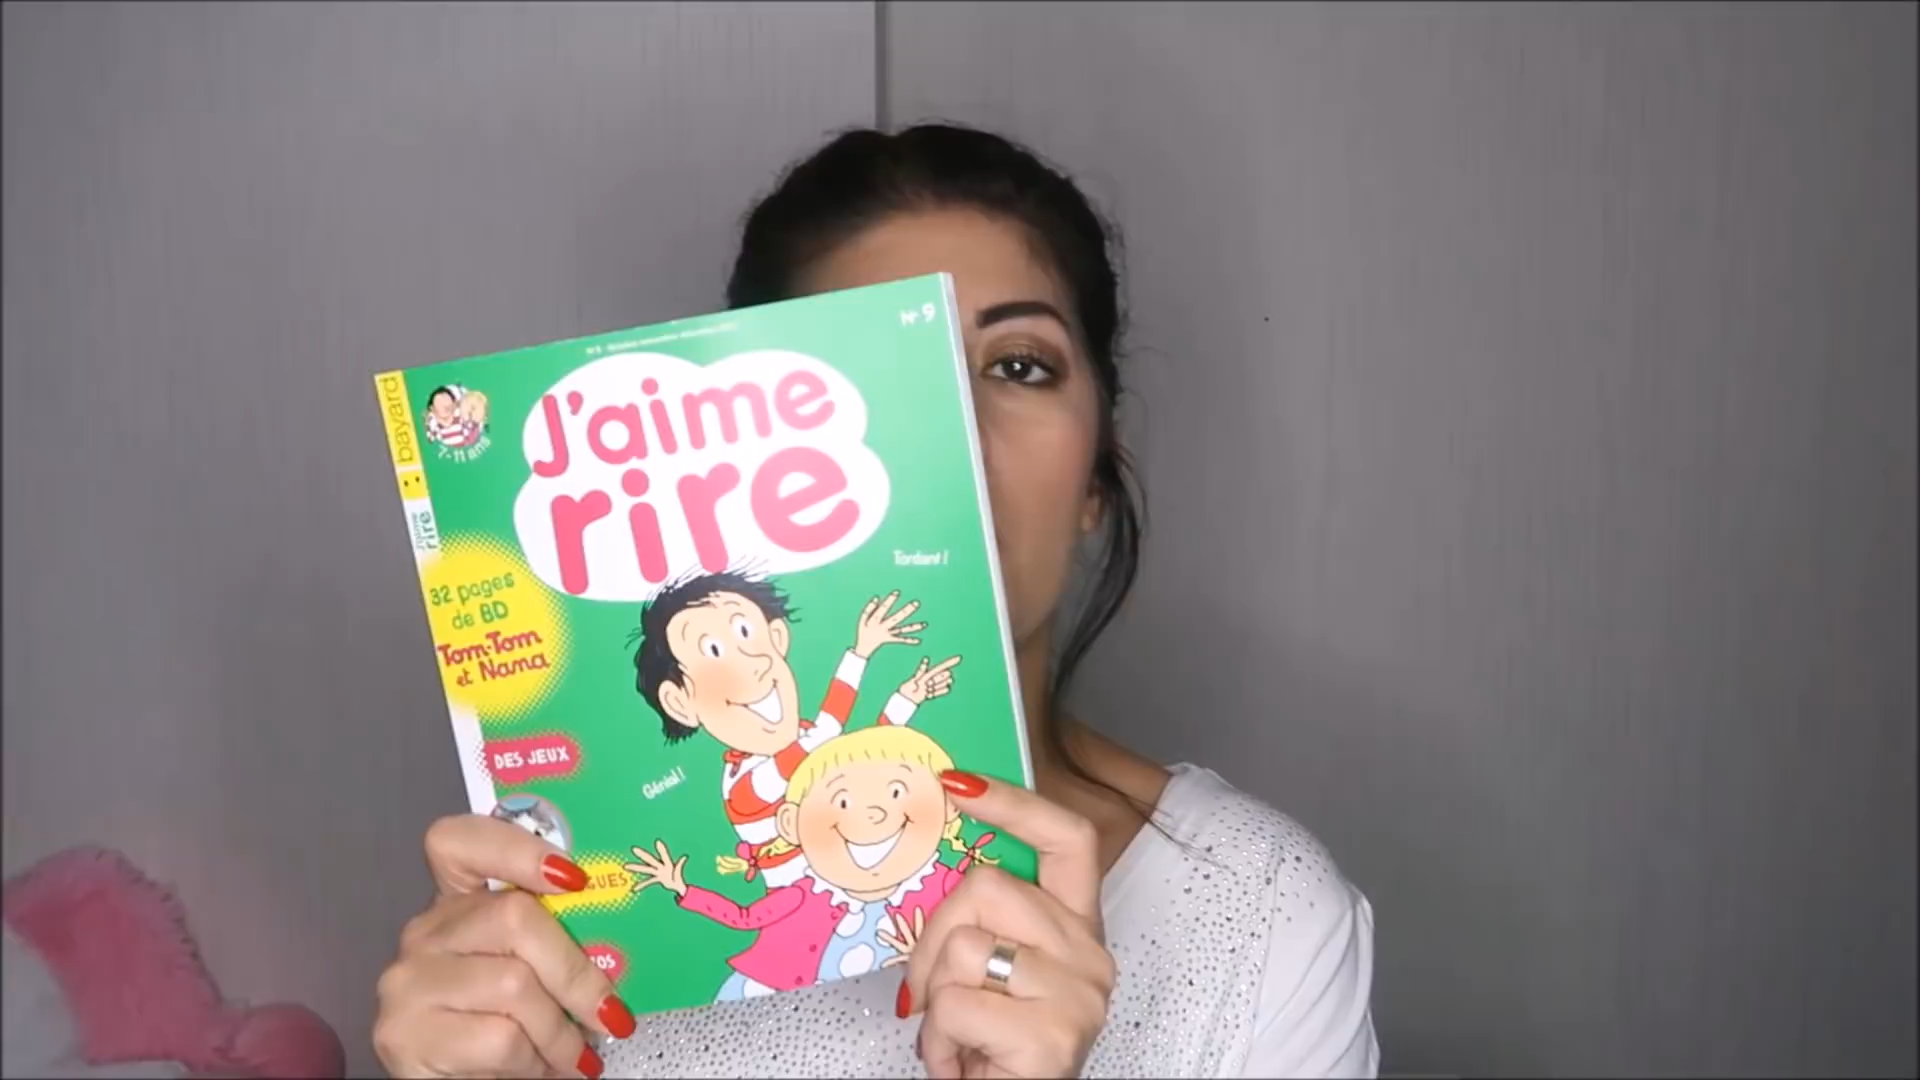 N° 9
bayard
7-11 ans
J'aime
rire
J'aime
rire
Tordant !
32 pages
de BD
Tom-Tom
et Nana
DES JEUX
Génial !